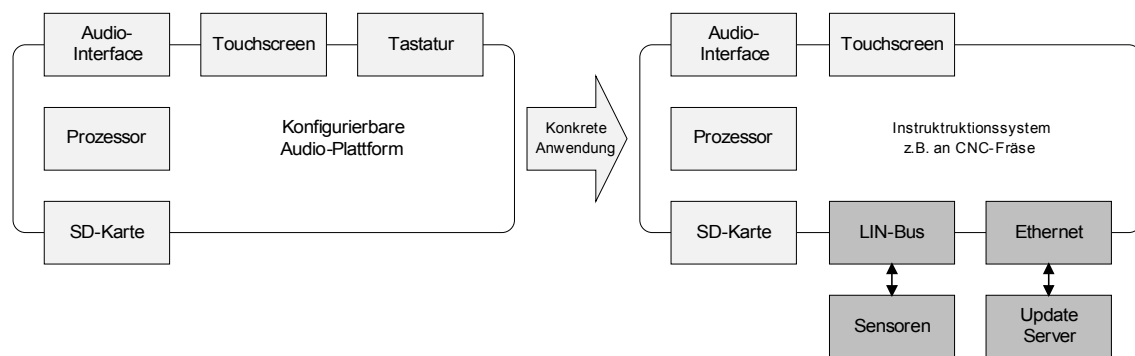 Audio-
Interface
Touchscreen
Tastatur
Prozessor
Konfigurierbare
Audio-Plattform
SD-Karte
Konkrete
Anwendung
Audio-
Interface
Touchscreen
Prozessor
Instruktruktionssystem
z.B. an CNC-Fräse
SD-Karte
LIN-Bus
Ethernet
Sensoren
Update
Server